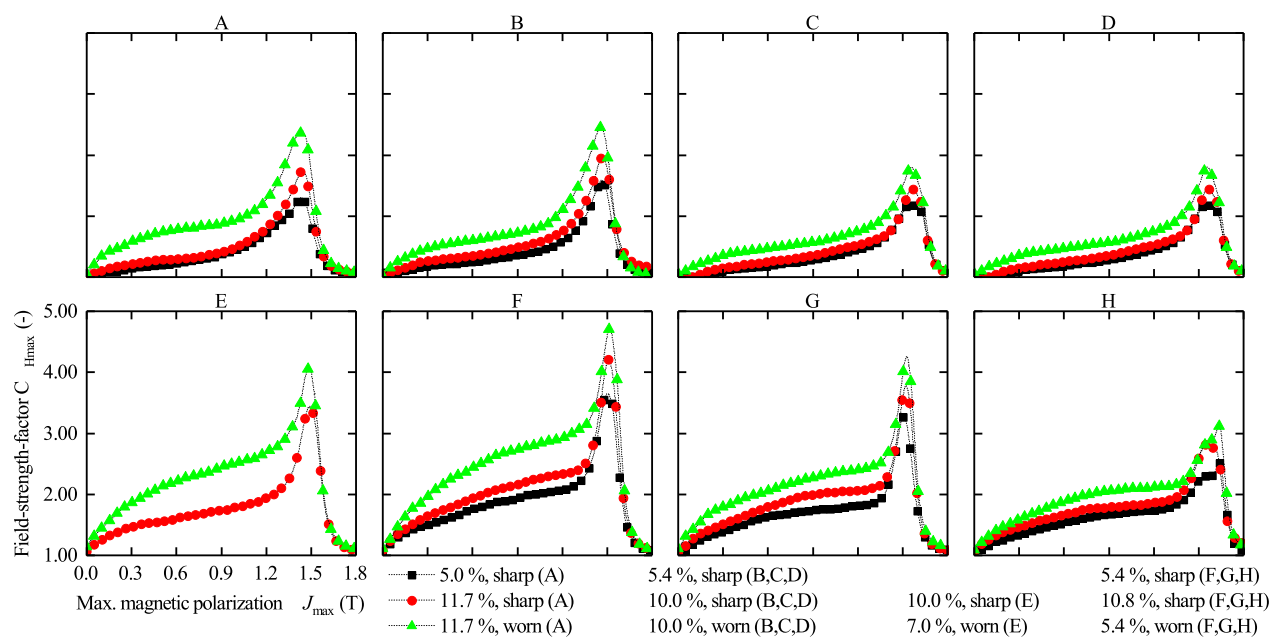 A B C D
E F G H
Field-strength-factor C Hmax (-)
5.00
4.00
3.00
2.00
1.00
0.0 0.3 0.6 0.9 1.2 1.5 1.8
Max. magnetic polarization Jmax (T)
5.0 %, sharp (A) 5.4 %, sharp (B,C,D) 5.4 %, sharp (F,G,H)
11.7 %, sharp (A) 10.0 %, sharp (B,C,D) 10.0 %, sharp (E) 10.8 %, sharp (F,G,H)
11.7 %, worn (A) 10.0 %, worn (B,C,D) 7.0 %, worn (E) 5.4 %, worn (F,G,H)